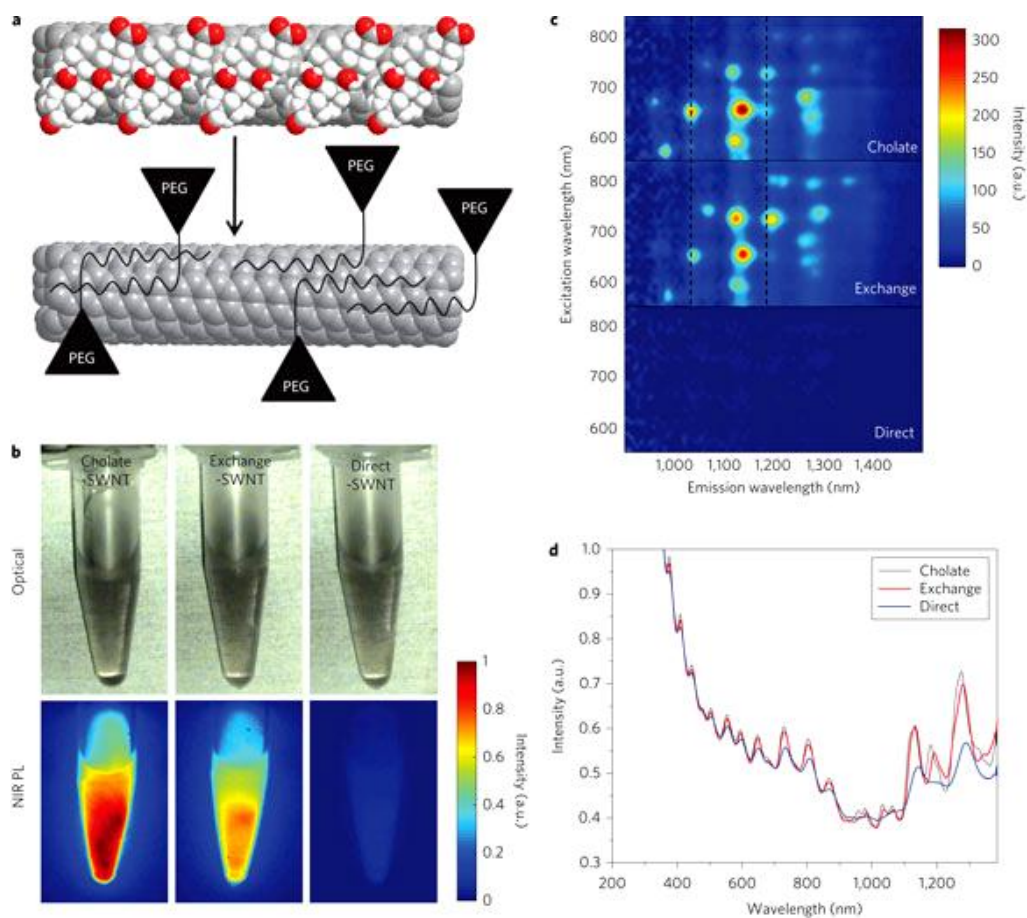 a
PEG
PEG
PEG
PEG
PEG
b
Cholate
-SWNT
Exchange
-SWNT
Direct
-SWNT
Optical
NIR PL
1
0.8
0.6
0.4
0.2
0
Intensity (a.u.)
c
800
700
600
Cholate
800
700
600
Exchange
800
700
600
Direct
1,000 1,100 1,200 1,300 1,400
Emission wavelength (nm)
Excitation wavelength (nm)
300
250
200
150
100
50
0
Intensity (a.u.)
d
1.0
0.9
0.8
0.7
0.6
0.5
0.4
0.3
Intensity (a.u.)
Cholate
Exchange
Direct
200 400 600 800 1,000 1,200
Wavelength (nm)